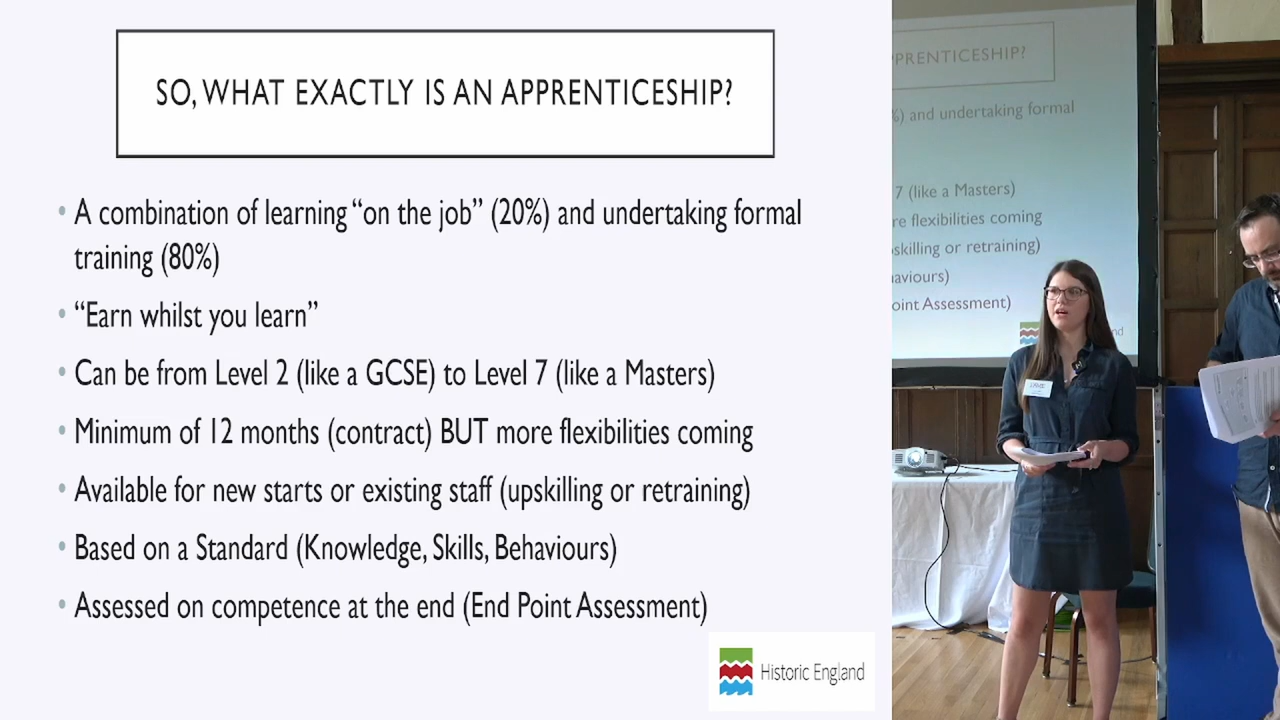 SO, WHAT EXACTLY IS AN APPRENTICESHIP?
• A combination of learning “on the job” (20%) and undertaking formal
training (80%)
• “Earn whilst you learn”
• Can be from Level 2 (like a GCSE) to Level 7 (like a Masters)
• Minimum of 12 months (contract) BUT more flexibilities coming
• Available for new starts or existing staff (upskilling or retraining)
• Based on a Standard (Knowledge, Skills, Behaviours)
• Assessed on competence at the end (End Point Assessment)
Historic England
PPRENTICESHIP?
%) and undertaking formal
7 (like a Masters)
re flexibilities coming
skilling or retraining)
aviours)
oint Assessment)
nd